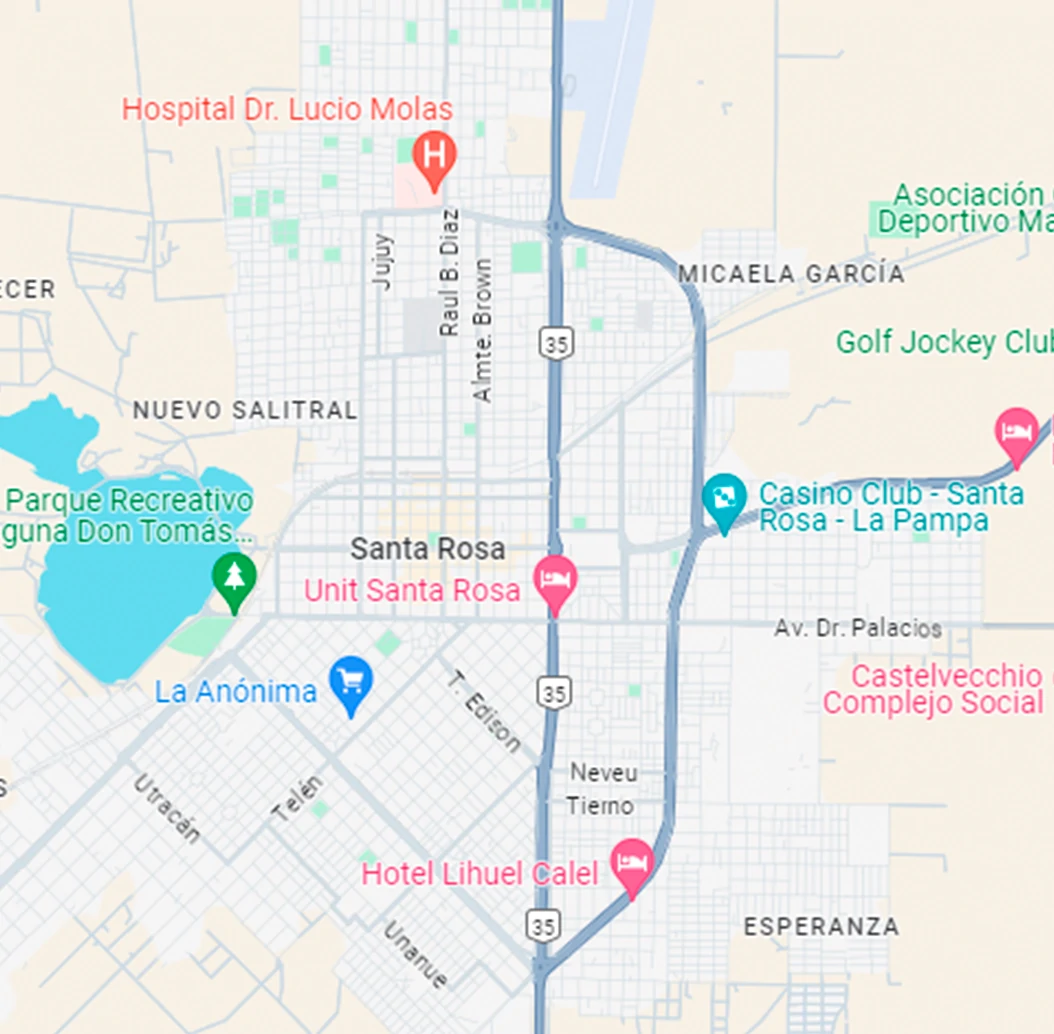 Hospital Dr. Lucio Molas
H
Asociación
Deportivo Ma
Jujuy
Raul B. Diaz
Almte. Brown
MICAELA GARCÍA
ECER
35
Golf Jockey Club
NUEVO SALITRAL
Parque Recreativo
guna Don Tomás...
Casino Club - Santa
Rosa - La Pampa
Santa Rosa
Unit Santa Rosa
Av. Dr. Palacios
La Anónima
35
Castelvecchio
Complejo Social
T. Edison
Neveu
Tierno
Utracán
Telén
S
Hotel Lihuel Calel
35
ESPERANZA
Unanue